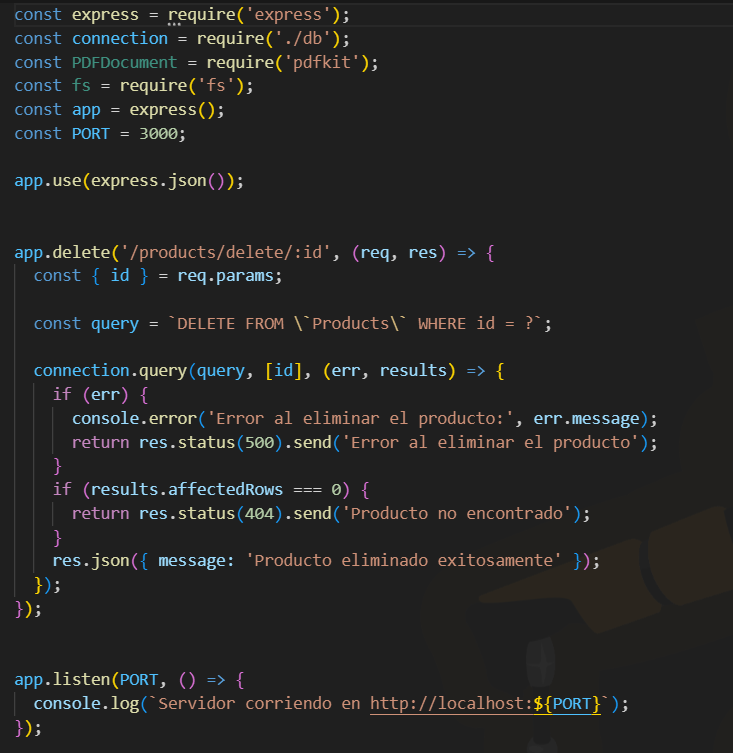 const express = require('express');
const connection = require('./db');
const PDFDocument = require('pdfkit');
const fs = require('fs');
const app = express();
const PORT = 3000;

app.use(express.json());


app.delete('/products/delete/:id', (req, res) => {
  const { id } = req.params;

  const query = `DELETE FROM \`Products\` WHERE id = ?`;

  connection.query(query, [id], (err, results) => {
    if (err) {
      console.error('Error al eliminar el producto:', err.message);
      return res.status(500).send('Error al eliminar el producto');
    }
    if (results.affectedRows === 0) {
      return res.status(404).send('Producto no encontrado');
    }
    res.json({ message: 'Producto eliminado exitosamente' });
  });
});


app.listen(PORT, () => {
  console.log(`Servidor corriendo en http://localhost:${PORT}`);
});